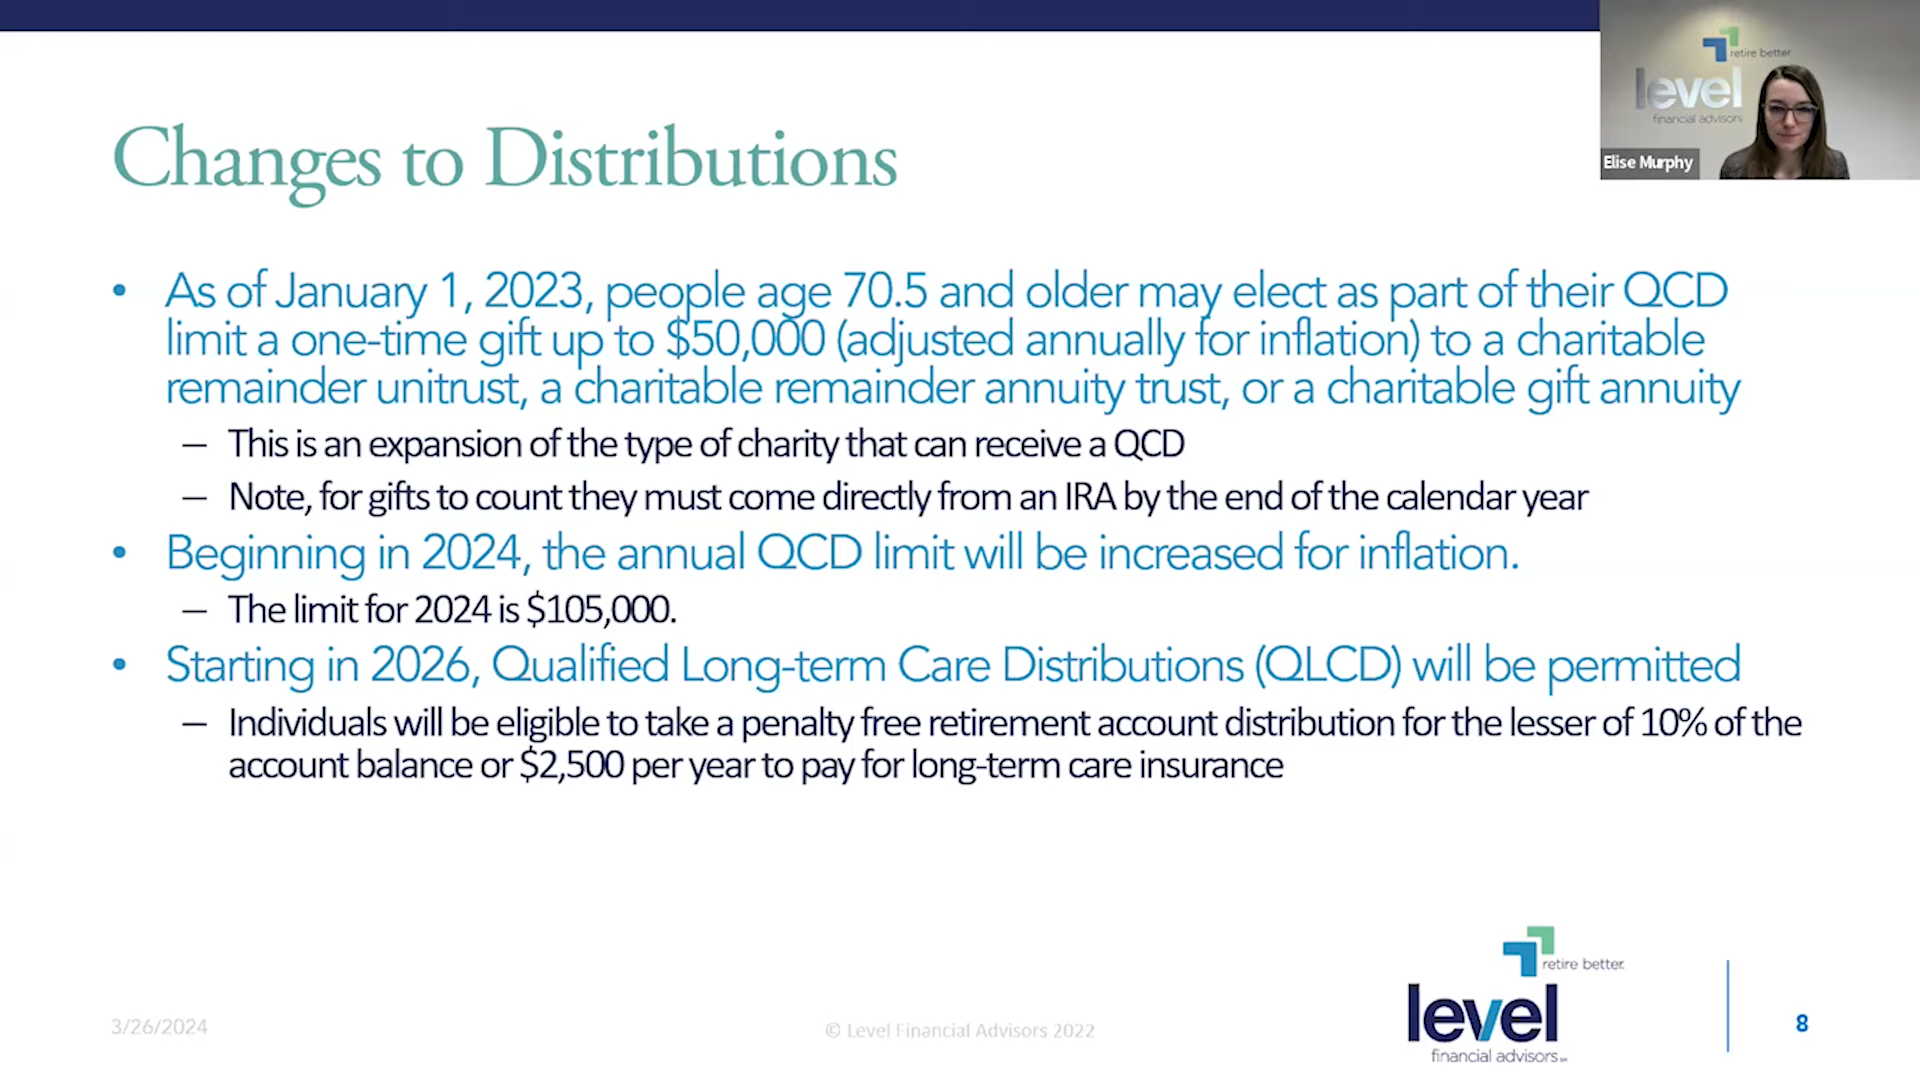 retire better
level
financial advisors
Elise Murphy
Changes to Distributions
• As of January 1, 2023, people age 70.5 and older may elect as part of their QCD
limit a one-time gift up to $50,000 (adjusted annually for inflation) to a charitable
remainder unitrust, a charitable remainder annuity trust, or a charitable gift annuity
– This is an expansion of the type of charity that can receive a QCD
– Note, for gifts to count they must come directly from an IRA by the end of the calendar year
• Beginning in 2024, the annual QCD limit will be increased for inflation.
– The limit for 2024 is $105,000.
• Starting in 2026, Qualified Long-term Care Distributions (QLCD) will be permitted
– Individuals will be eligible to take a penalty free retirement account distribution for the lesser of 10% of the
account balance or $2,500 per year to pay for long-term care insurance
retire better.
level
financial advisors
3/26/2024
© Level Financial Advisors 2022
8